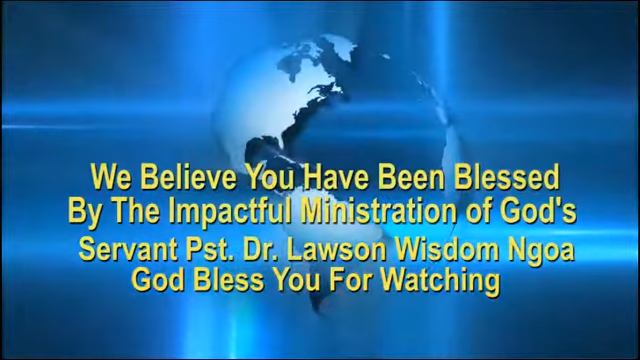 We Believe You Have Been Blessed
By The Impactful Ministration of God's
Servant Pst. Dr. Lawson Wisdom Ngoa
God Bless You For Watching